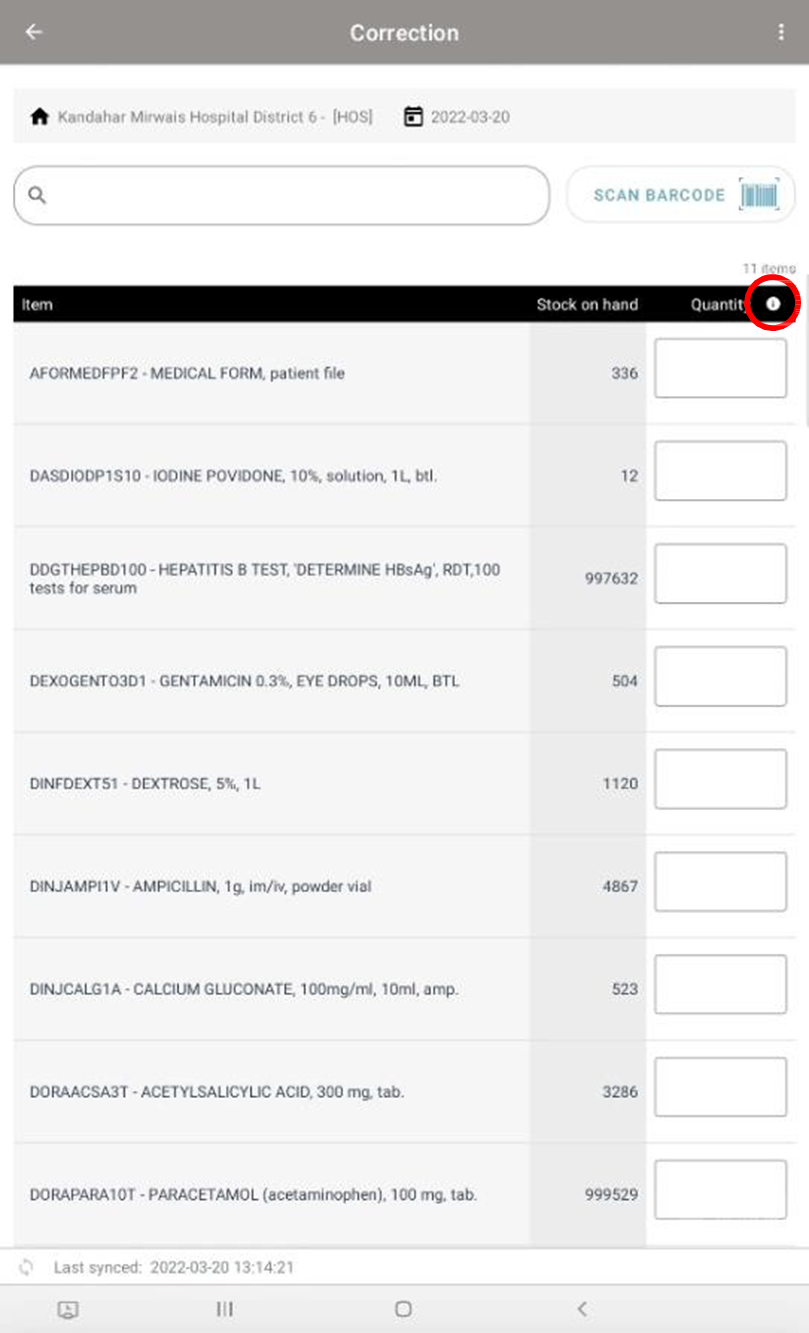 Correction
Kandahar Mirwais Hospital District 6 - [HOS] 2022-03-20
SCAN BARCODE
11 items
Item Stock on hand Quantity
AFORMEDFPF2 - MEDICAL FORM, patient file 336
DASDIODP1S10 - IODINE POVIDONE, 10%, solution, 1L, btl. 12
DDGTHEPBD100 - HEPATITIS B TEST, 'DETERMINE HBsAg', RDT,100
tests for serum 997632
DEXOGENTO3D1 - GENTAMICIN 0.3%, EYE DROPS, 10ML, BTL 504
DINFDEXT51 - DEXTROSE, 5%, 1L 1120
DINJAMPI1V - AMPICILLIN, 1g, im/iv, powder vial 4867
DINJCALG1A - CALCIUM GLUCONATE, 100mg/ml, 10ml, amp. 523
DORAACSA3T - ACETYLSALICYLIC ACID, 300 mg, tab. 3286
DORAPARA10T - PARACETAMOL (acetaminophen), 100 mg, tab. 999529
Last synced: 2022-03-20 13:14:21